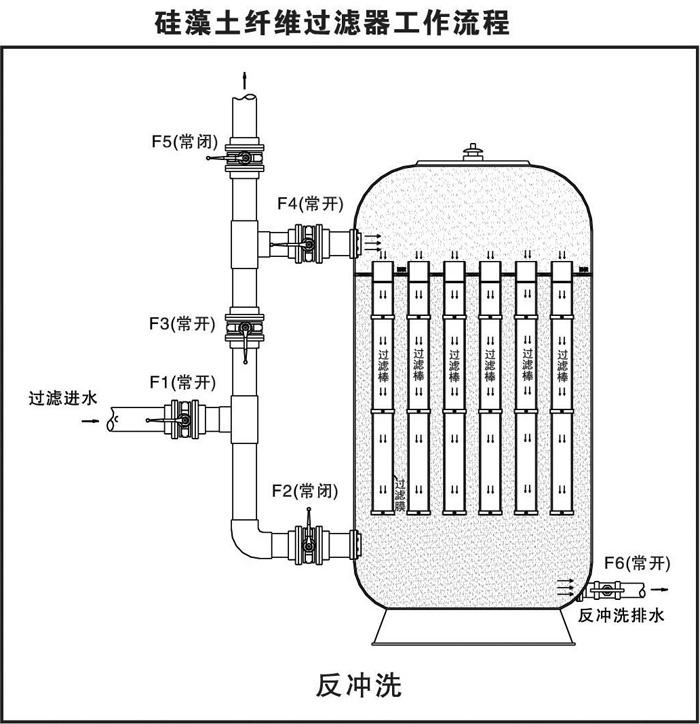 硅藻土纤维过滤器工作流程
F5(常闭)
F4(常开)
F3(常开)
F1(常开)
过滤进水
过滤棒
过滤棒
过滤棒
过滤棒
过滤棒
过滤棒
过滤膜
F2(常闭)
F6(常开)
反冲洗排水
反冲洗